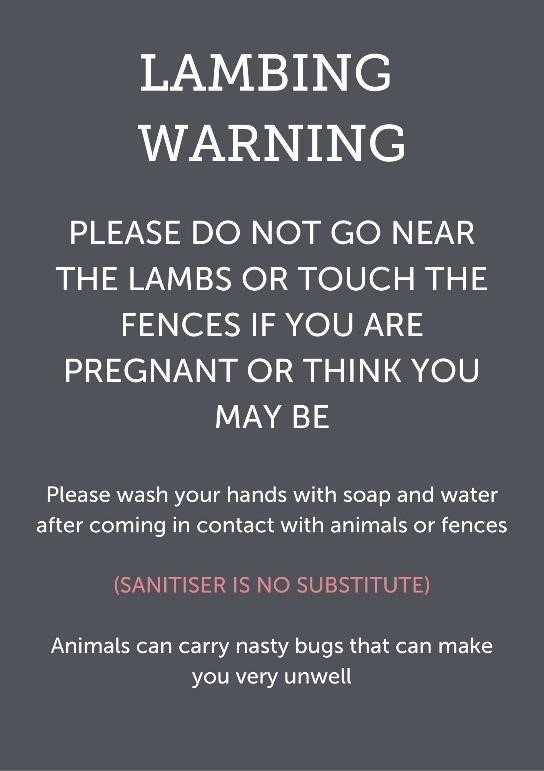 LAMBING
WARNING
PLEASE DO NOT GO NEAR
THE LAMBS OR TOUCH THE
FENCES IF YOU ARE
PREGNANT OR THINK YOU
MAY BE
Please wash your hands with soap and water
after coming in contact with animals or fences
(SANITISER IS NO SUBSTITUTE)
Animals can carry nasty bugs that can make
you very unwell